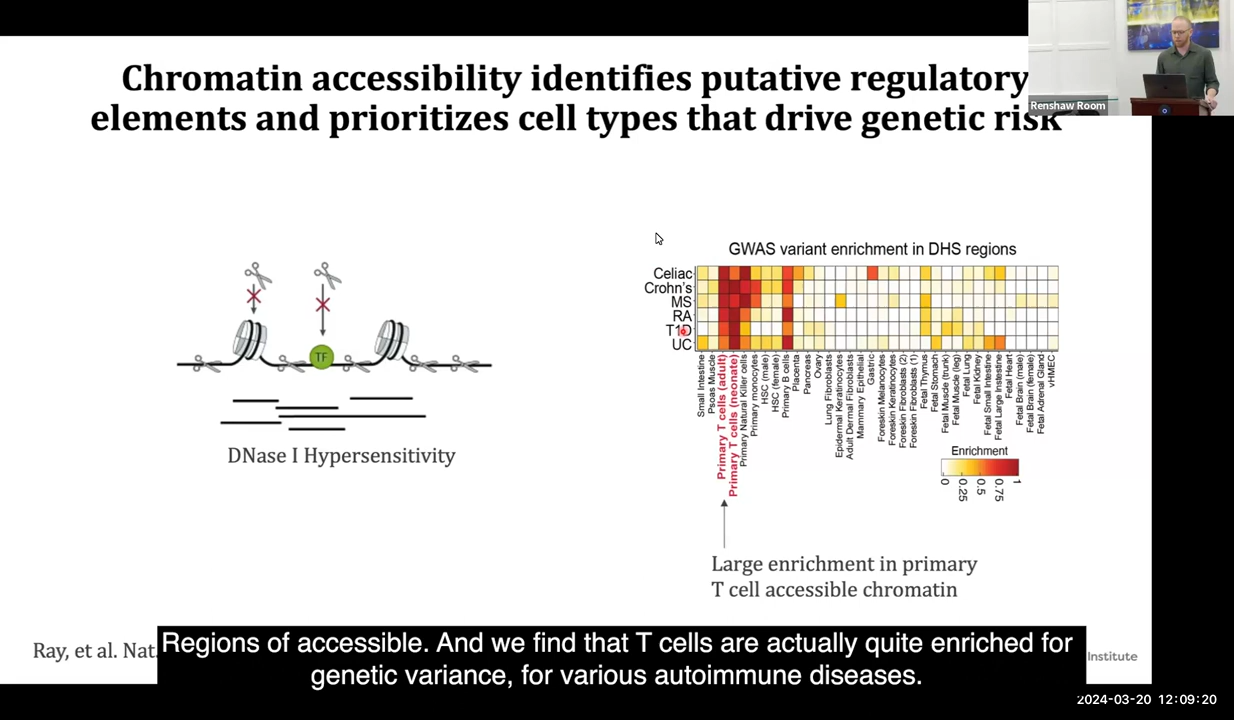 Chromatin accessibility identifies putative regulatory
elements and prioritizes cell types that drive genetic risk
Renshaw Room
GWAS variant enrichment in DHS regions
Celiac
Crohn's
MS
RA
T1D
UC
TF
DNase I Hypersensitivity
Small Intestine
Psoas Muscle
Primary T cells (adult)
Primary T cells (neonate)
Primary Natural Killer cells
Primary monocytes
HSC (male)
HSC (female)
Primary B cells
Placenta
Pancreas
Ovary
Lung Fibroblasts
Epidermal Keratinocytes
Adult Dermal Fibroblasts
Mammary Epithelial
Gastric
Foreskin Melanocytes
Foreskin Keratinocytes
Foreskin Fibroblasts (2)
Foreskin Fibroblasts (1)
Fetal Thymus
Fetal Stomach
Fetal Muscle (trunk)
Fetal Muscle (leg)
Fetal Lung
Fetal Kidney
Fetal Small Intestine
Fetal Large Instestine
Fetal Heart
Fetal Brain (male)
Fetal Brain (female)
Fetal Adrenal Gland
vHMEC
Enrichment
0 0.25 0.5 0.75 1
Large enrichment in primary
T cell accessible chromatin
Ray, et al. Nat.
Institute
Regions of accessible. And we find that T cells are actually quite enriched for
genetic variance, for various autoimmune diseases.
2024-03-20 12:09:20